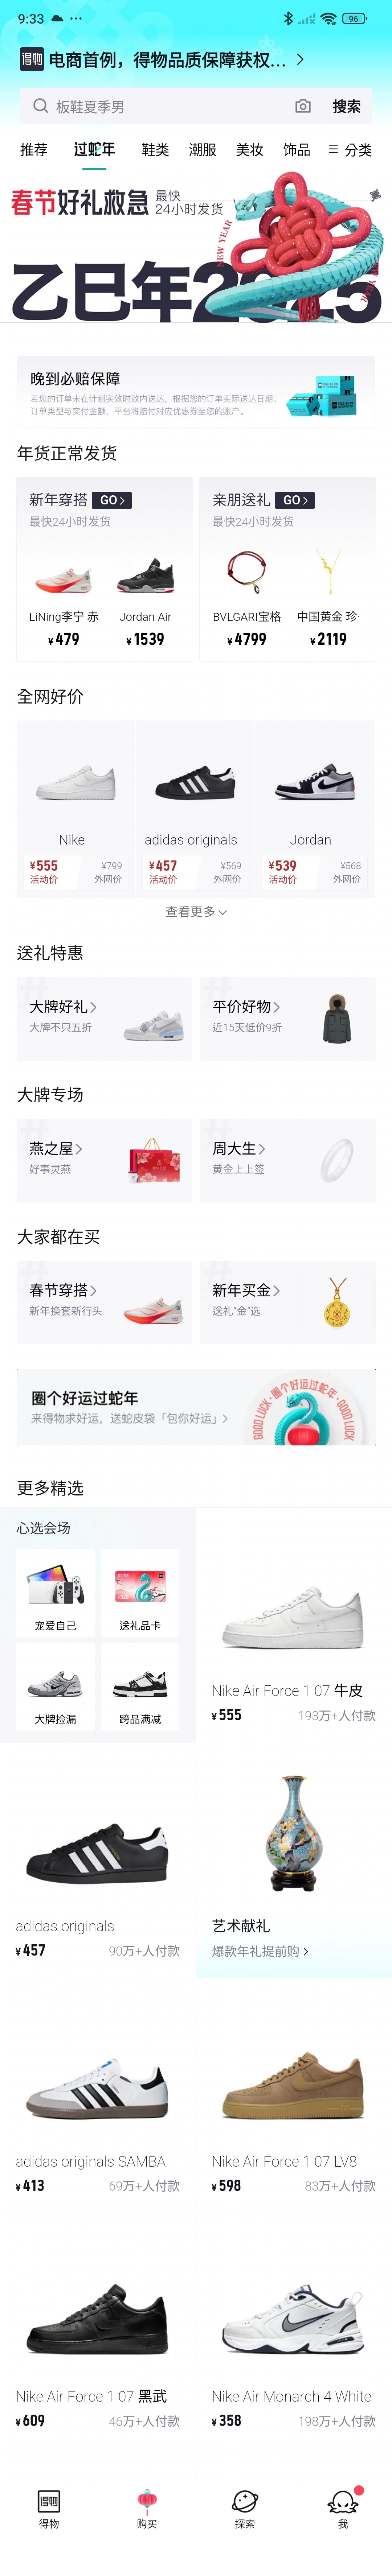 9:33
96
得物 电商首例，得物品质保障获权...
板鞋夏季男
搜索
推荐 过蛇年 鞋类 潮服 美妆 饰品 分类
春节好礼救急 最快
24小时发货
NEW YEAR
乙巳年2025
晚到必赔保障
若您的订单未在计划实效时效内送达，根据您的订单实际送达日期、
订单类型与实付金额，平台将赔付对应优惠券至您的账户。
年货正常发货
新年穿搭 GO
最快24小时发货
亲朋送礼 GO
最快24小时发货
LiNing李宁 赤
¥479
Jordan Air
¥1539
BVLGARI宝格
¥4799
中国黄金 珍·
¥2119
全网好价
Nike
¥555 ¥799
活动价 外网价
adidas originals
¥457 ¥569
活动价 外网价
Jordan
¥539 ¥568
活动价 外网价
查看更多
送礼特惠
大牌好礼
大牌不只五折
平价好物
近15天低价9折
大牌专场
燕之屋
好事灵燕
周大生
黄金上上签
大家都在买
春节穿搭
新年换套新行头
新年买金
送礼“金”选
圈个好运过蛇年
来得物求好运，送蛇皮袋「包你好运」
GOOD LUCK · 圈个好运过蛇年 · GOOD LUCK
更多精选
心选会场
宠爱自己
送礼品卡
大牌捡漏
跨品满减
Nike Air Force 1 07 牛皮
¥555 193万+人付款
adidas originals
¥457 90万+人付款
艺术献礼
爆款年礼提前购
adidas originals SAMBA
¥413 69万+人付款
Nike Air Force 1 07 LV8
¥598 83万+人付款
Nike Air Force 1 07 黑武
¥609 46万+人付款
Nike Air Monarch 4 White
¥358 198万+人付款
得物
得物
购买
探索
我